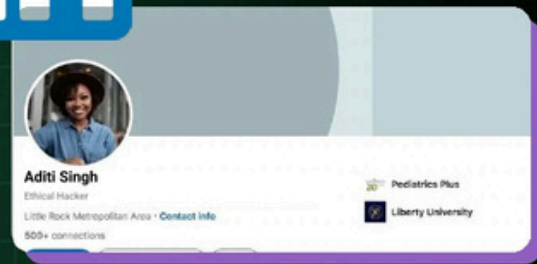 Aditi Singh
Ethical Hacker
Little Rock Metropolitan Area · Contact info
500+ connections
Pediatrics Plus
Liberty University